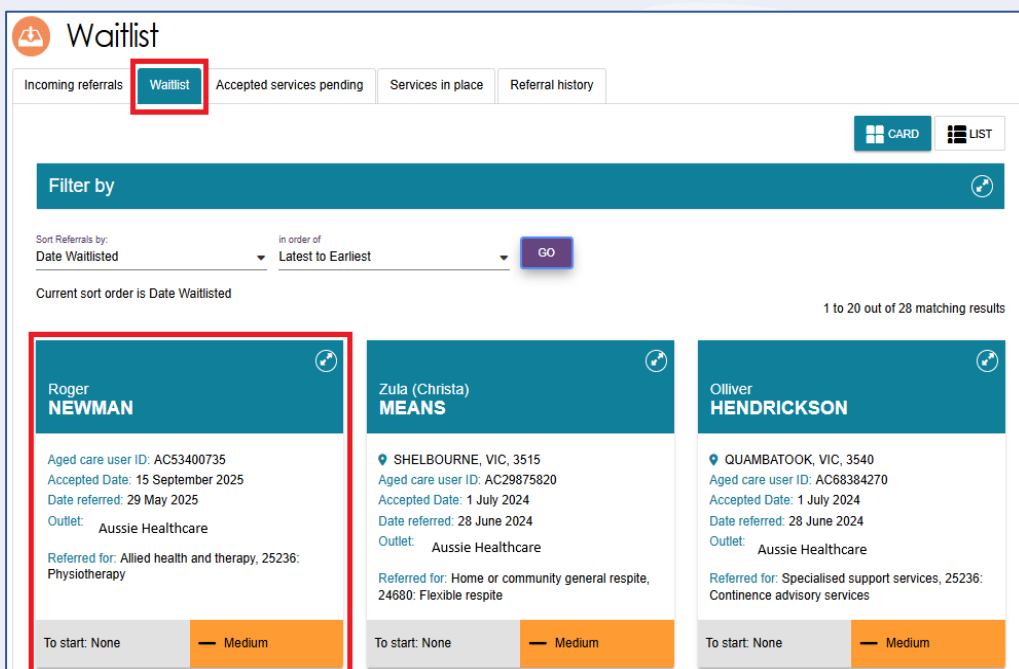 Waitlist
Incoming referrals Waitlist Accepted services pending Services in place Referral history
CARD LIST
Filter by
Sort Referrals by:
Date Waitlisted
in order of
Latest to Earliest
GO
Current sort order is Date Waitlisted
1 to 20 out of 28 matching results
Roger
NEWMAN
Aged care user ID: AC53400735
Accepted Date: 15 September 2025
Date referred: 29 May 2025
Outlet: Aussie Healthcare
Referred for: Allied health and therapy, 25236:
Physiotherapy
To start: None Medium
Zula (Christa)
MEANS
SHELBOURNE, VIC, 3515
Aged care user ID: AC29875820
Accepted Date: 1 July 2024
Date referred: 28 June 2024
Outlet: Aussie Healthcare
Referred for: Home or community general respite,
24680: Flexible respite
To start: None Medium
Olliver
HENDRICKSON
QUAMBATOOK, VIC, 3540
Aged care user ID: AC68384270
Accepted Date: 1 July 2024
Date referred: 28 June 2024
Outlet: Aussie Healthcare
Referred for: Specialised support services, 25236:
Continence advisory services
To start: None Medium